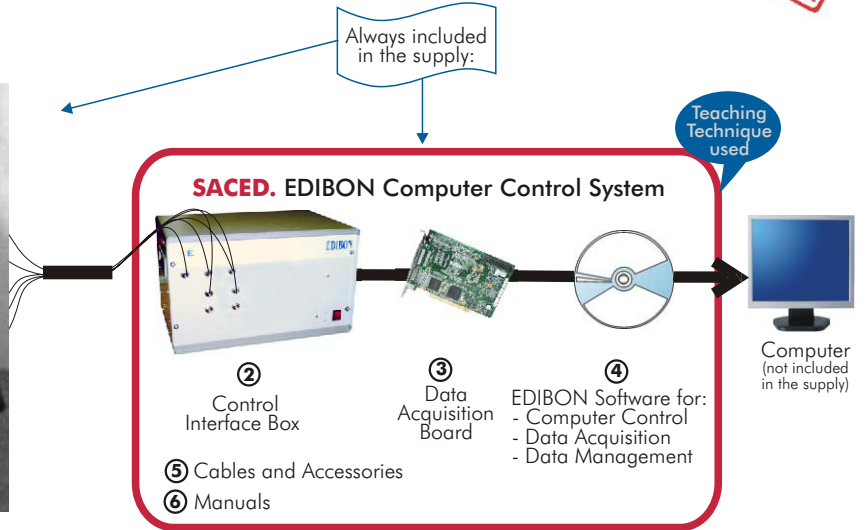 Always included
in the supply:
Teaching
Technique
used
SACED. EDIBON Computer Control System
EDIBON
2
Control
Interface Box
3
Data
Acquisition
Board
4
EDIBON Software for:
- Computer Control
- Data Acquisition
- Data Management
Computer
(not included
in the supply)
5 Cables and Accessories
6 Manuals